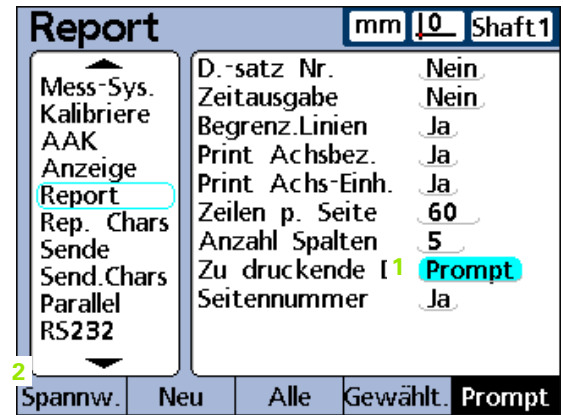 Report mm 0 Shaft1
Mess-Sys.
Kalibriere
AAK
Anzeige
Report
Rep. Chars
Sende
Send.Chars
Parallel
RS232
D.-satz Nr. Nein
Zeitausgabe Nein
Begrenz.Linien Ja
Print Achsbez. Ja
Print Achs-Einh. Ja
Zeilen p. Seite 60
Anzahl Spalten 5
Zu druckende [ 1 Prompt
Seitennummer Ja
2
Spannw. Neu Alle Gewählt. Prompt